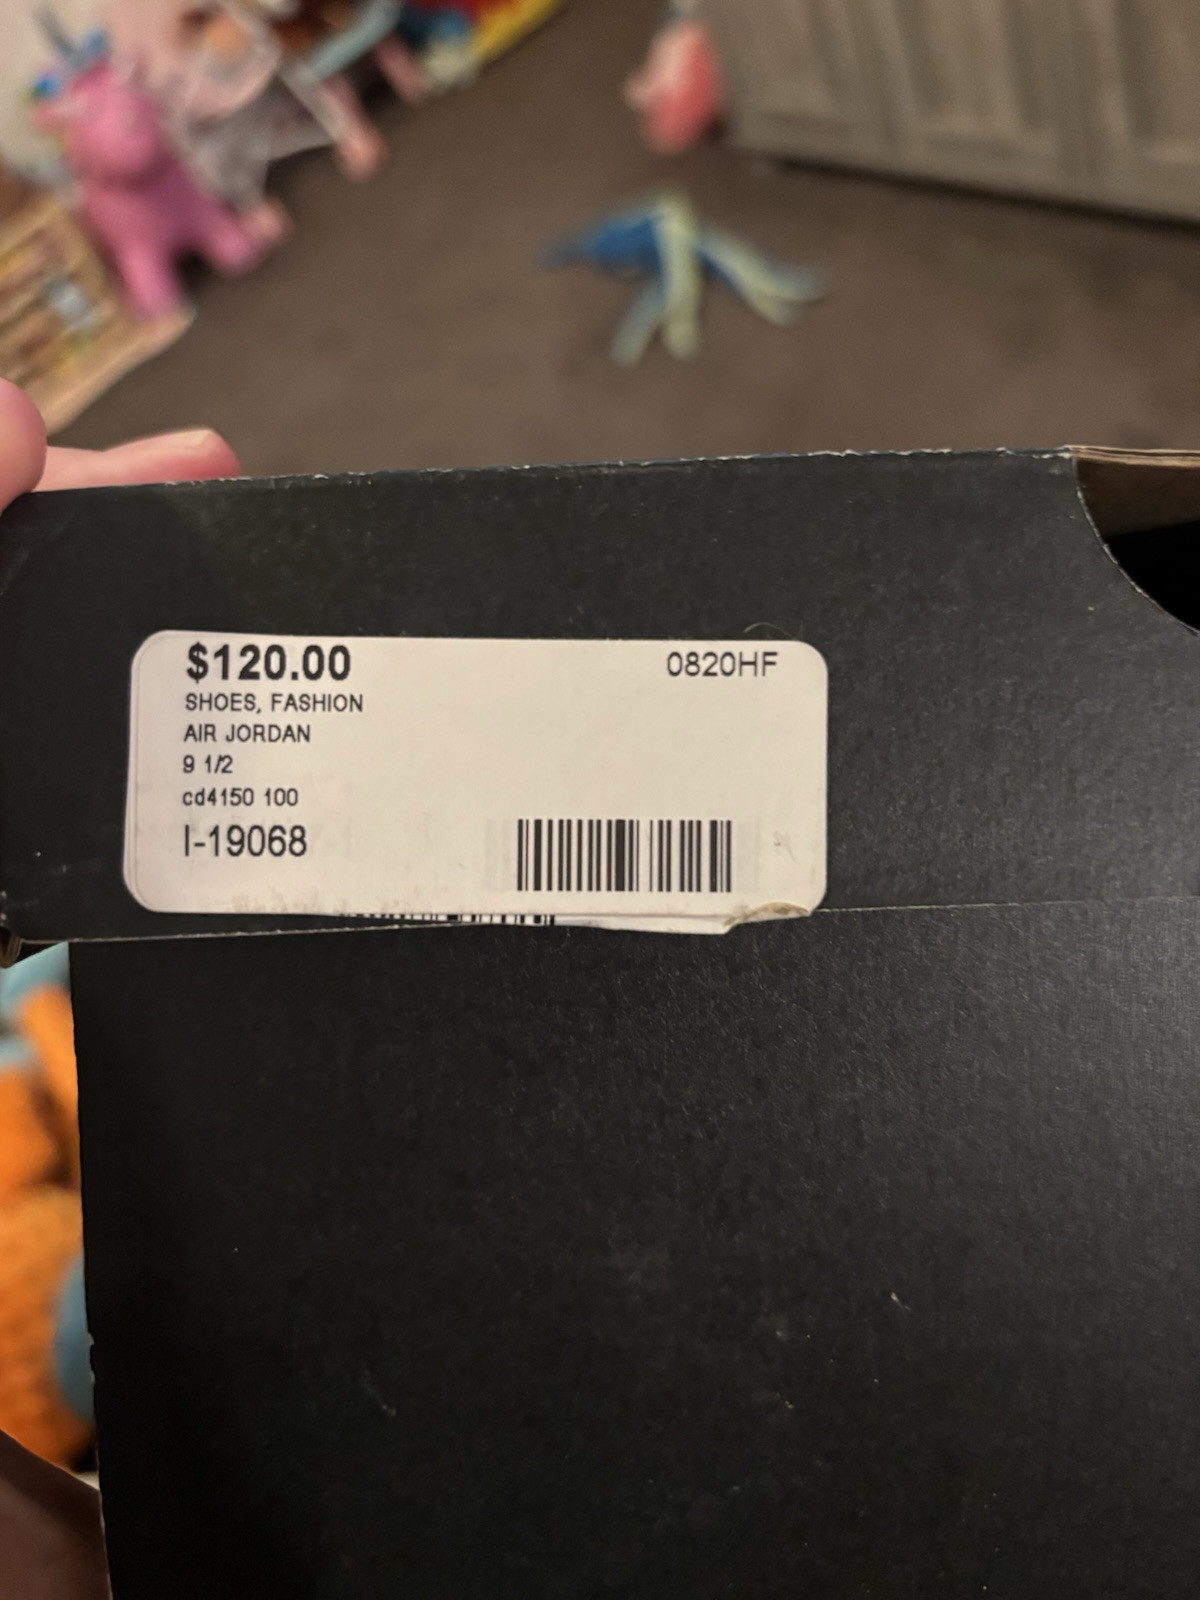 $120.00 0820HF
SHOES, FASHION
AIR JORDAN
9 1/2
cd4150 100
I-19068